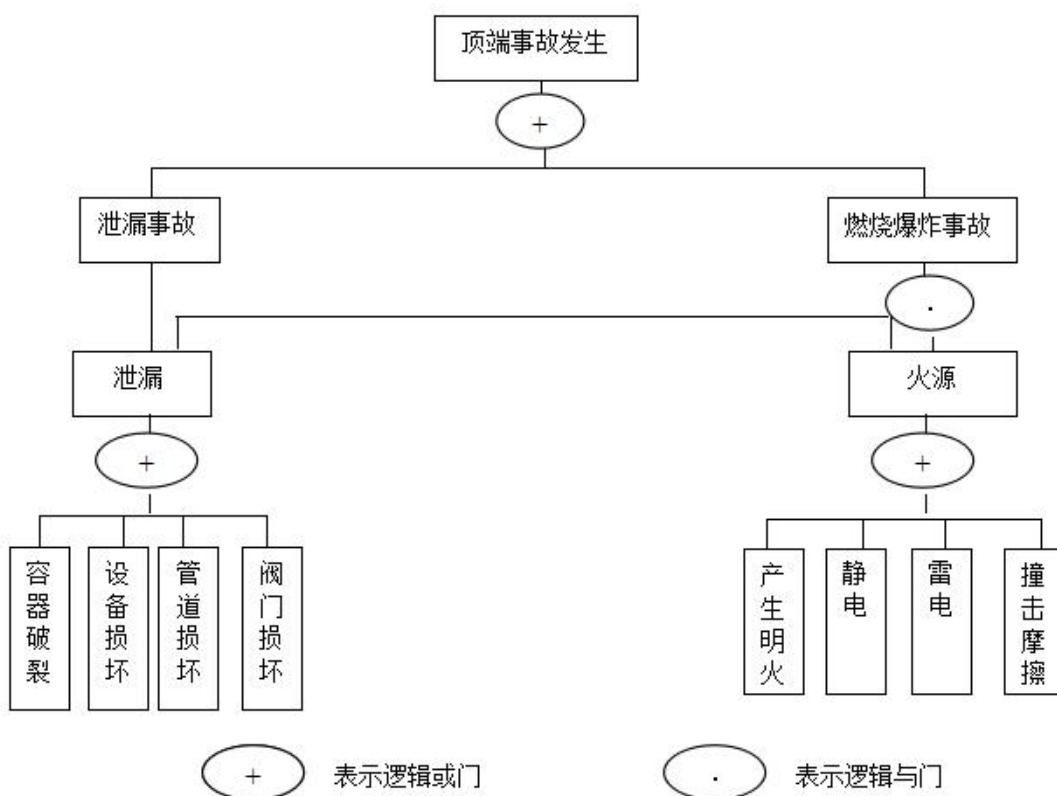 顶端事故发生
+
泄漏事故
燃烧爆炸事故
.
泄漏
火源
+
+
容器破裂
设备损坏
管道损坏
阀门损坏
产生明火
静电
雷电
撞击摩擦
+ 表示逻辑或门
. 表示逻辑与门